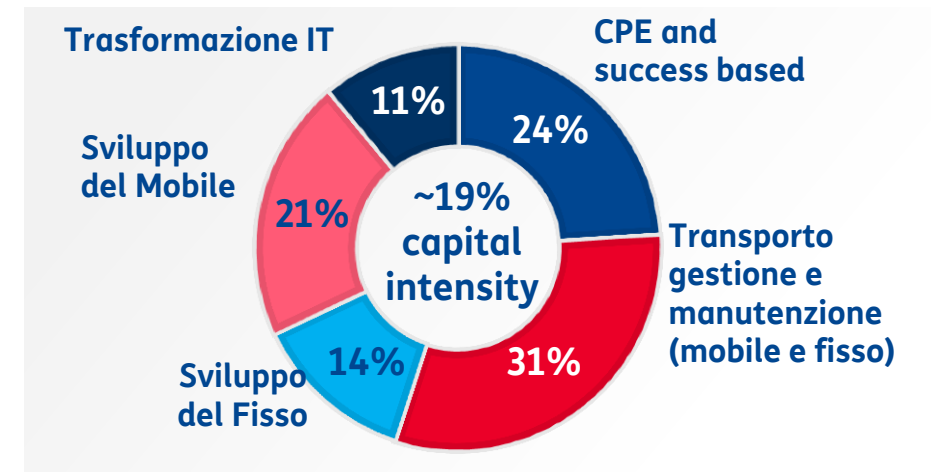 Trasformazione IT
11%
CPE and
success based
24%
Sviluppo
del Mobile
21%
~19%
capital
intensity
Transporto
gestione e
manutenzione
(mobile e fisso)
31%
Sviluppo
del Fisso
14%